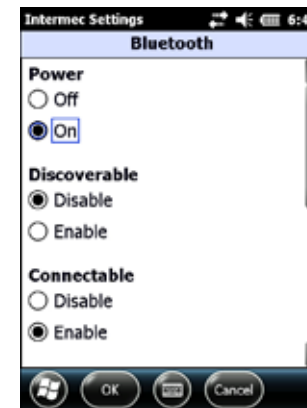 Intermec Settings 6:4
Bluetooth
Power
Off
On
Discoverable
Disable
Enable
Connectable
Disable
Enable
OK
Cancel